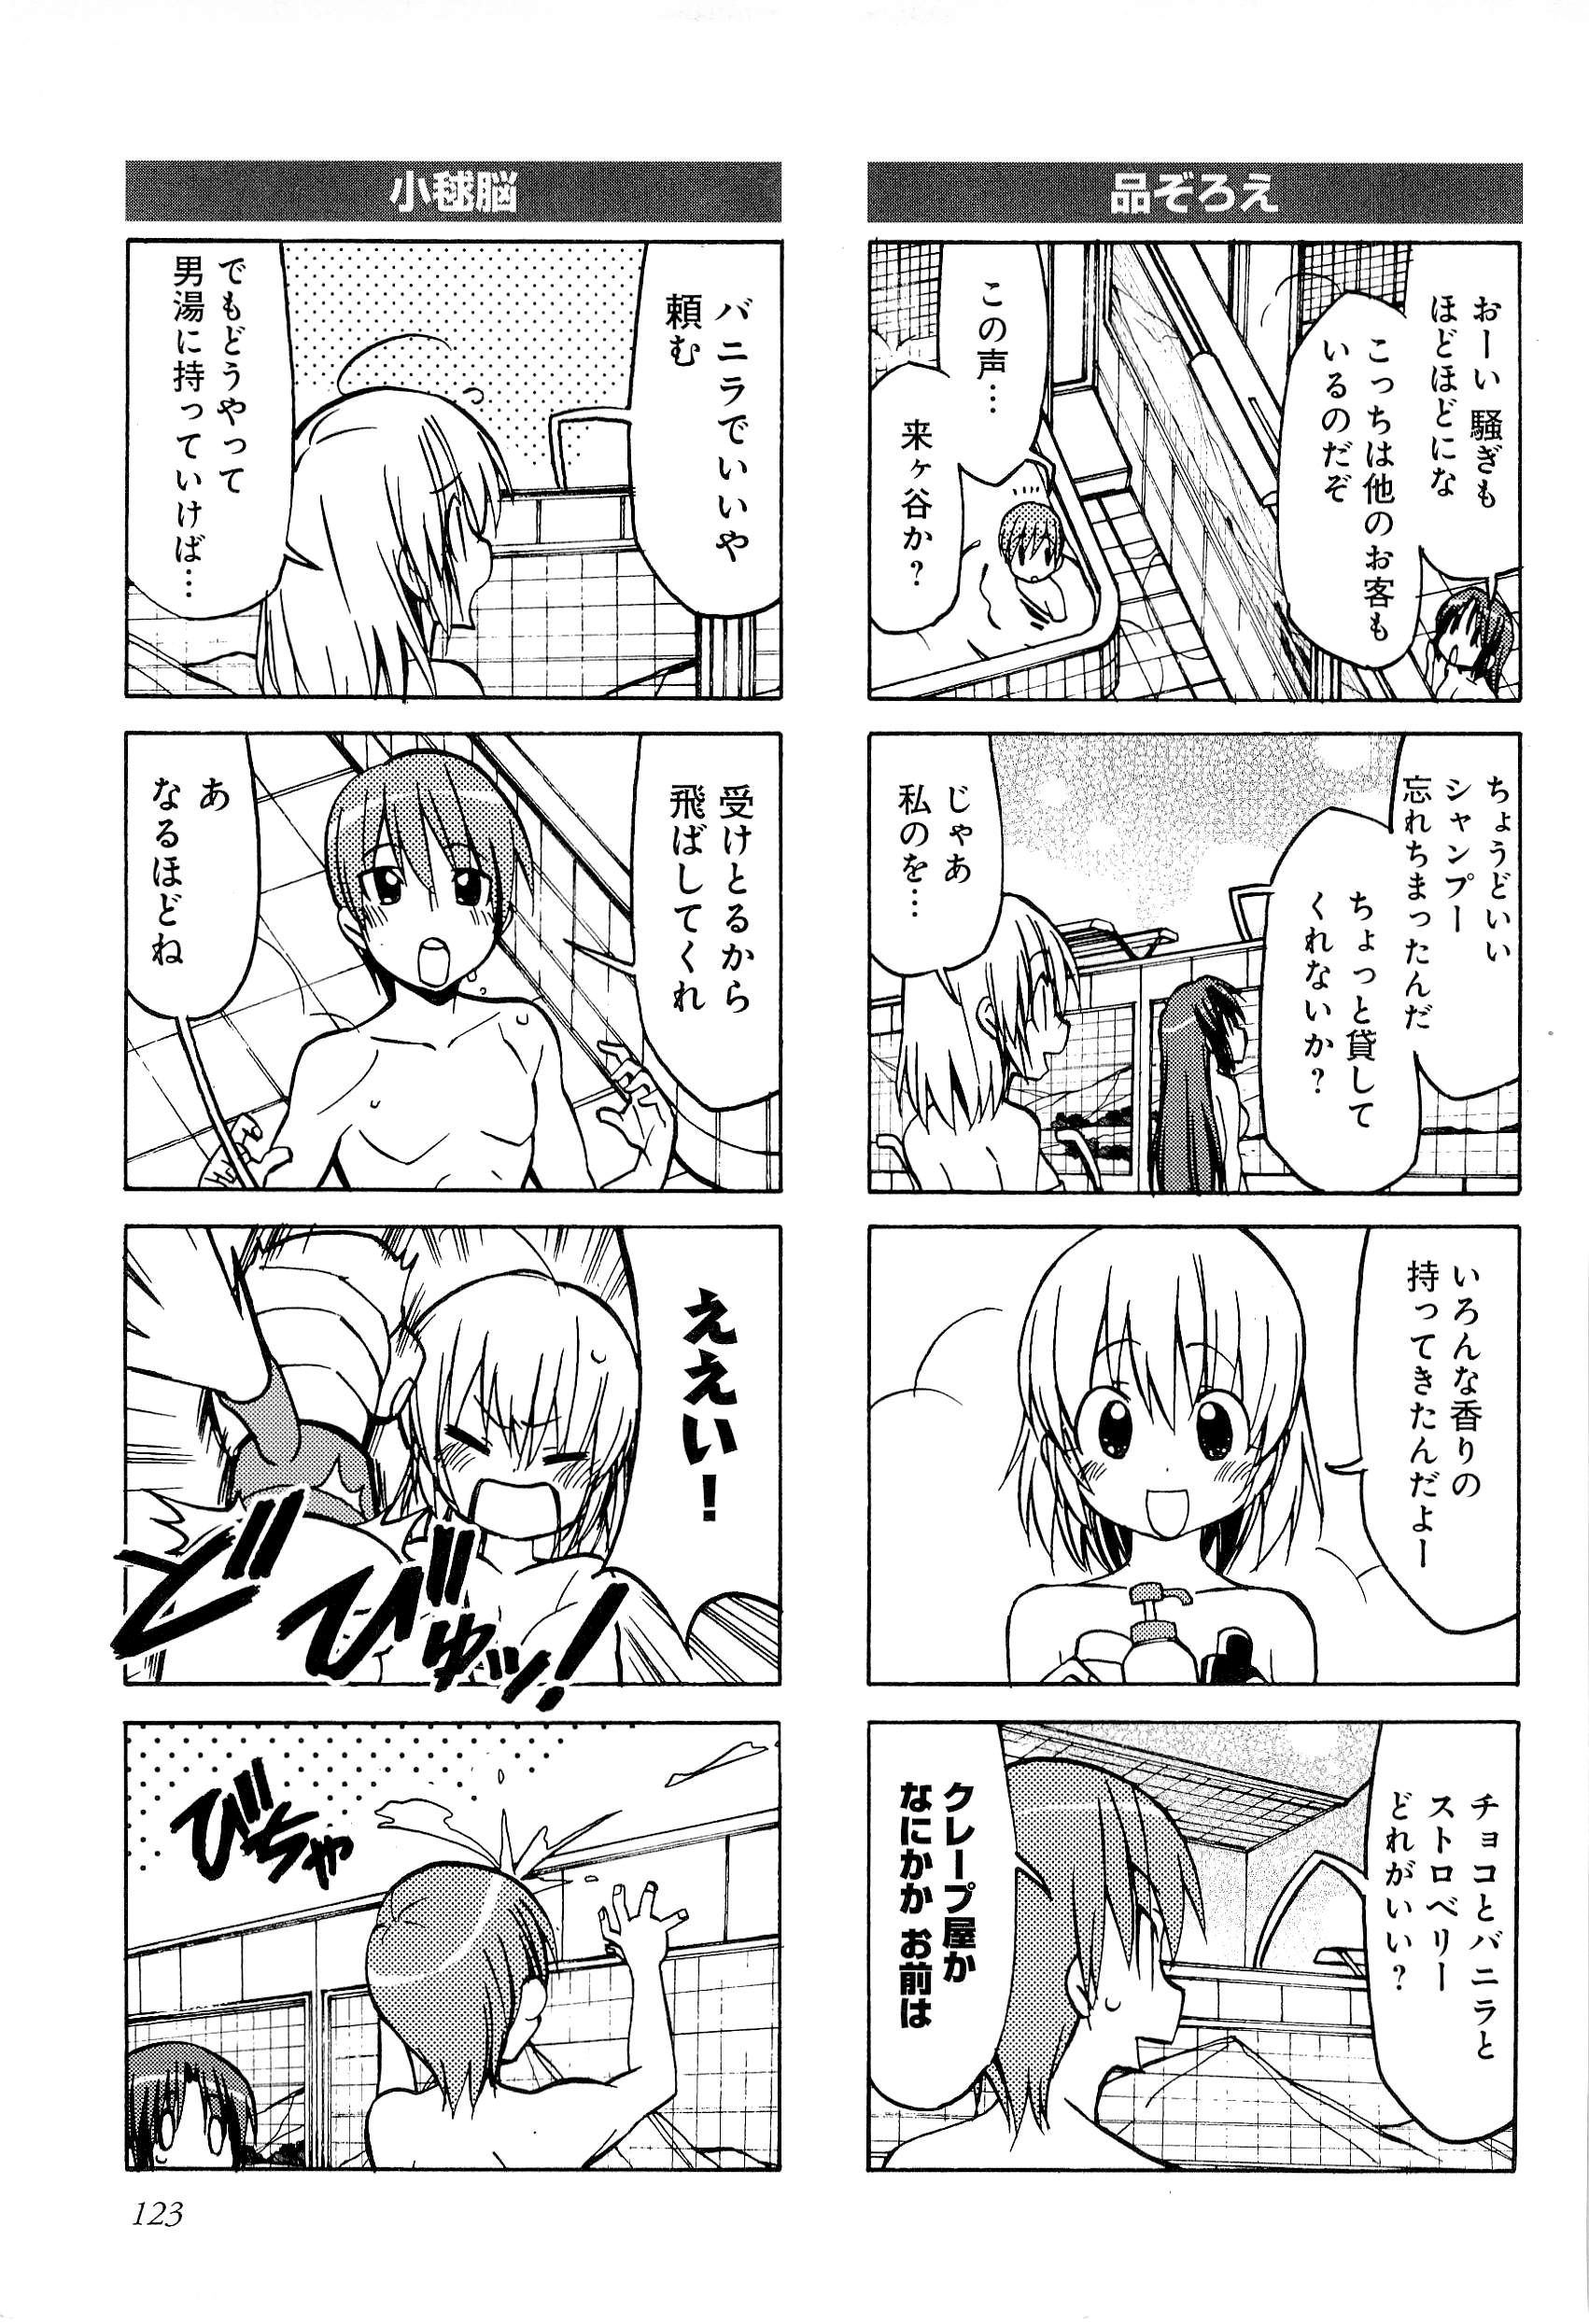 品ぞろえ
おーい 騒ぎも
ほどほどにな
こっちは他のお客も
いるのだぞ
この声…
来ヶ谷か?
ちょうどいい
シャンプー
忘れちまったんだ
ちょっと貸して
くれないか?
じゃあ
私のを…
いろんな香りの
持ってきたんだよー
チョコとバニラと
ストロベリー
どれがいい?
クレープ屋か
なにかか お前は
小毬脳
バニラでいいや
頼む
でもどうやって
男湯に持っていけば…
受けとるから
飛ばしてくれ
あ
なるほどね
ええい!
どびゅッ!
びちゃ
123